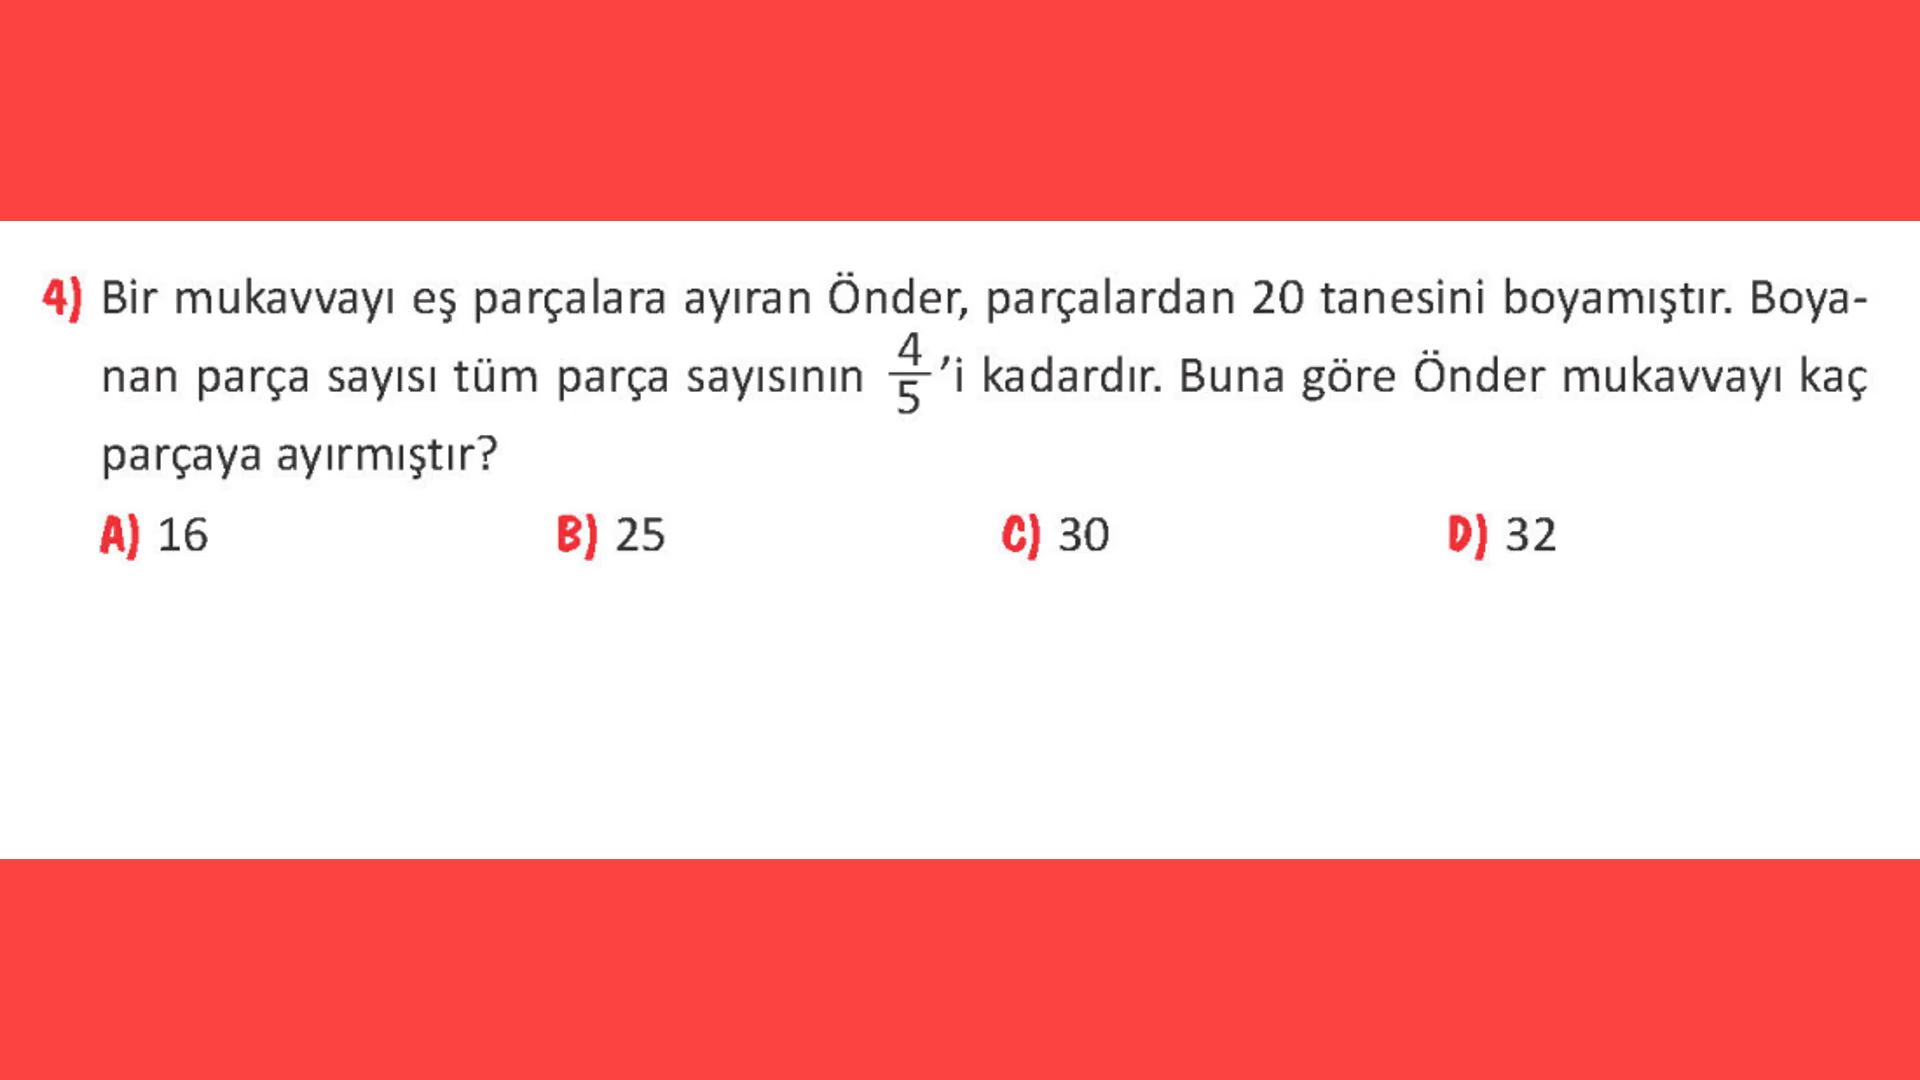 4) Bir mukavvayı eş parçalara ayıran Önder, parçalardan 20 tanesini boyamıştır. Boya-
nan parça sayısı tüm parça sayısının 4/5 'i kadardır. Buna göre Önder mukavvayı kaç
parçaya ayırmıştır?
A) 16 B) 25 C) 30 D) 32